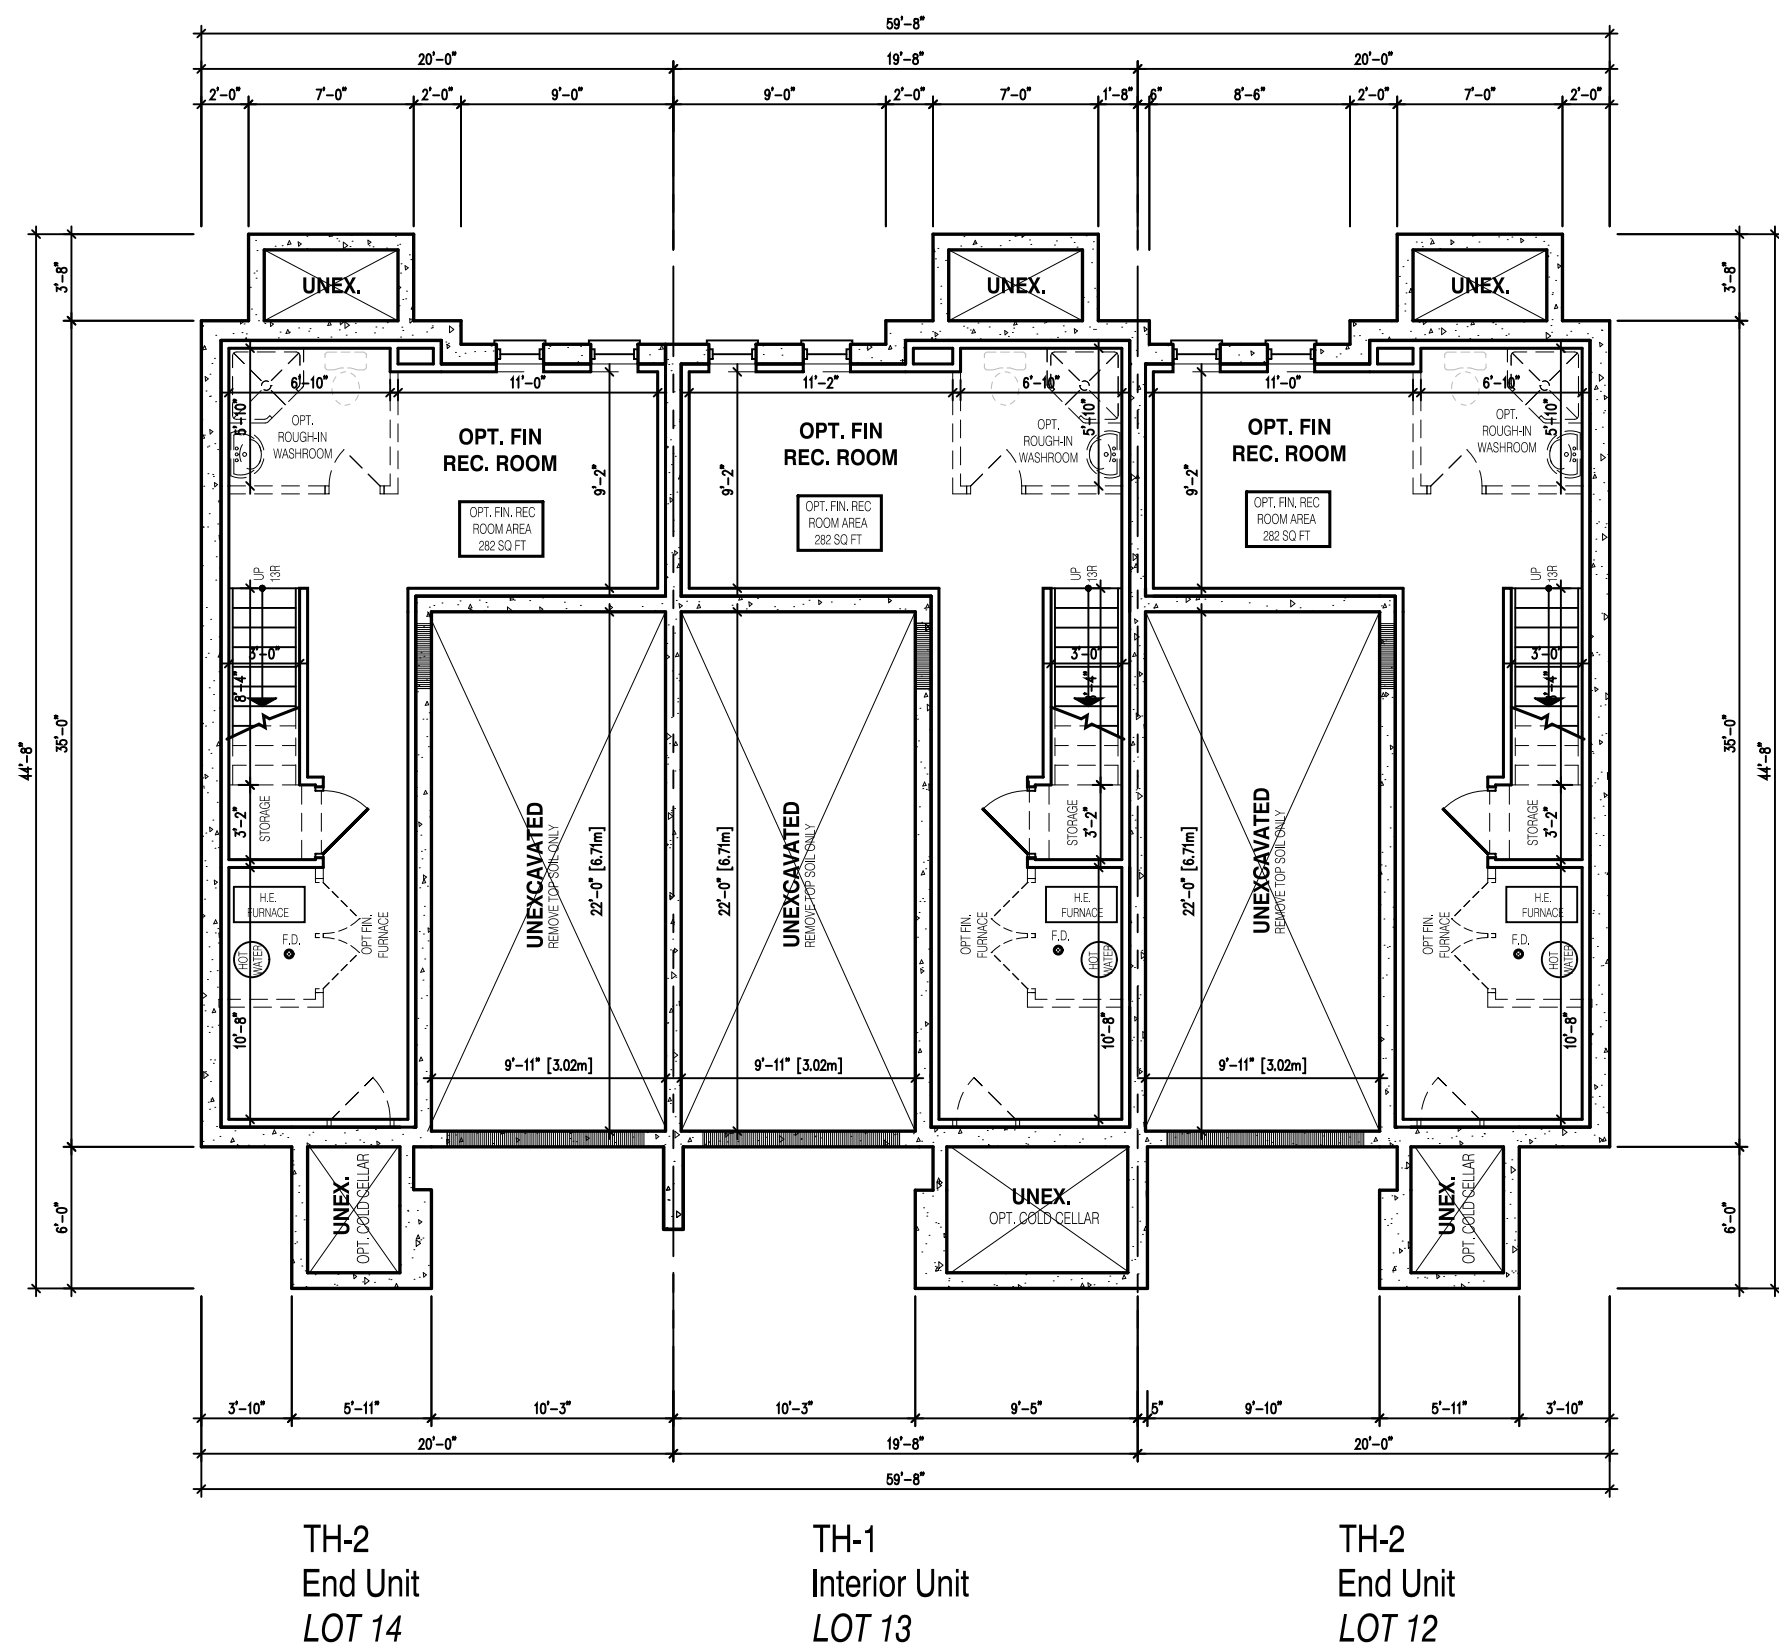 59'-8"
20'-0" 19'-8" 20'-0"
2'-0" 7'-0" 2'-0" 9'-0" 9'-0" 2'-0" 7'-0" 1'-8" 6" 8'-6" 2'-0" 7'-0" 2'-0"
3'-8" UNEX. UNEX. UNEX. 3'-8"
6'-10" 11'-0" 11'-2" 6'-10" 11'-0" 6'-10"
5'-10" 5'-10" 5'-10"
OPT.
ROUGH-IN
WASHROOM
OPT. FIN
REC. ROOM
9'-2"
OPT. FIN. REC
ROOM AREA
282 SQ FT
9'-2"
OPT. FIN
REC. ROOM
OPT. FIN. REC
ROOM AREA
282 SQ FT
OPT.
ROUGH-IN
WASHROOM
9'-2"
OPT. FIN
REC. ROOM
OPT. FIN. REC
ROOM AREA
282 SQ FT
OPT.
ROUGH-IN
WASHROOM
UP
13R
UP
13R
UP
13R
3'-0" 3'-0" 3'-0"
8'-4" 8'-4" 8'-4"
44'-8" 35'-0" 35'-0" 44'-8"
3'-2" STORAGE
UNEXCAVATED
REMOVE TOP SOIL ONLY
22'-0" [6.71m]
22'-0" [6.71m]
UNEXCAVATED
REMOVE TOP SOIL ONLY
STORAGE 3'-2"
22'-0" [6.71m]
UNEXCAVATED
REMOVE TOP SOIL ONLY
STORAGE 3'-2"
H.E.
FURNACE
HOT
WATER
F.D.
OPT FIN.
FURNACE
OPT FIN.
FURNACE
H.E.
FURNACE
F.D.
HOT
WATER
OPT FIN.
FURNACE
H.E.
FURNACE
F.D.
HOT
WATER
10'-8" 10'-8" 10'-8"
9'-11" [3.02m] 9'-11" [3.02m] 9'-11" [3.02m]
6'-0"
UNEX.
OPT. COLD CELLAR
UNEX.
OPT. COLD CELLAR
UNEX.
OPT. COLD CELLAR
6'-0"
3'-10" 5'-11" 10'-3" 10'-3" 9'-5" 5" 9'-10" 5'-11" 3'-10"
20'-0" 19'-8" 20'-0"
59'-8"
TH-2
End Unit
LOT 14
TH-1
Interior Unit
LOT 13
TH-2
End Unit
LOT 12